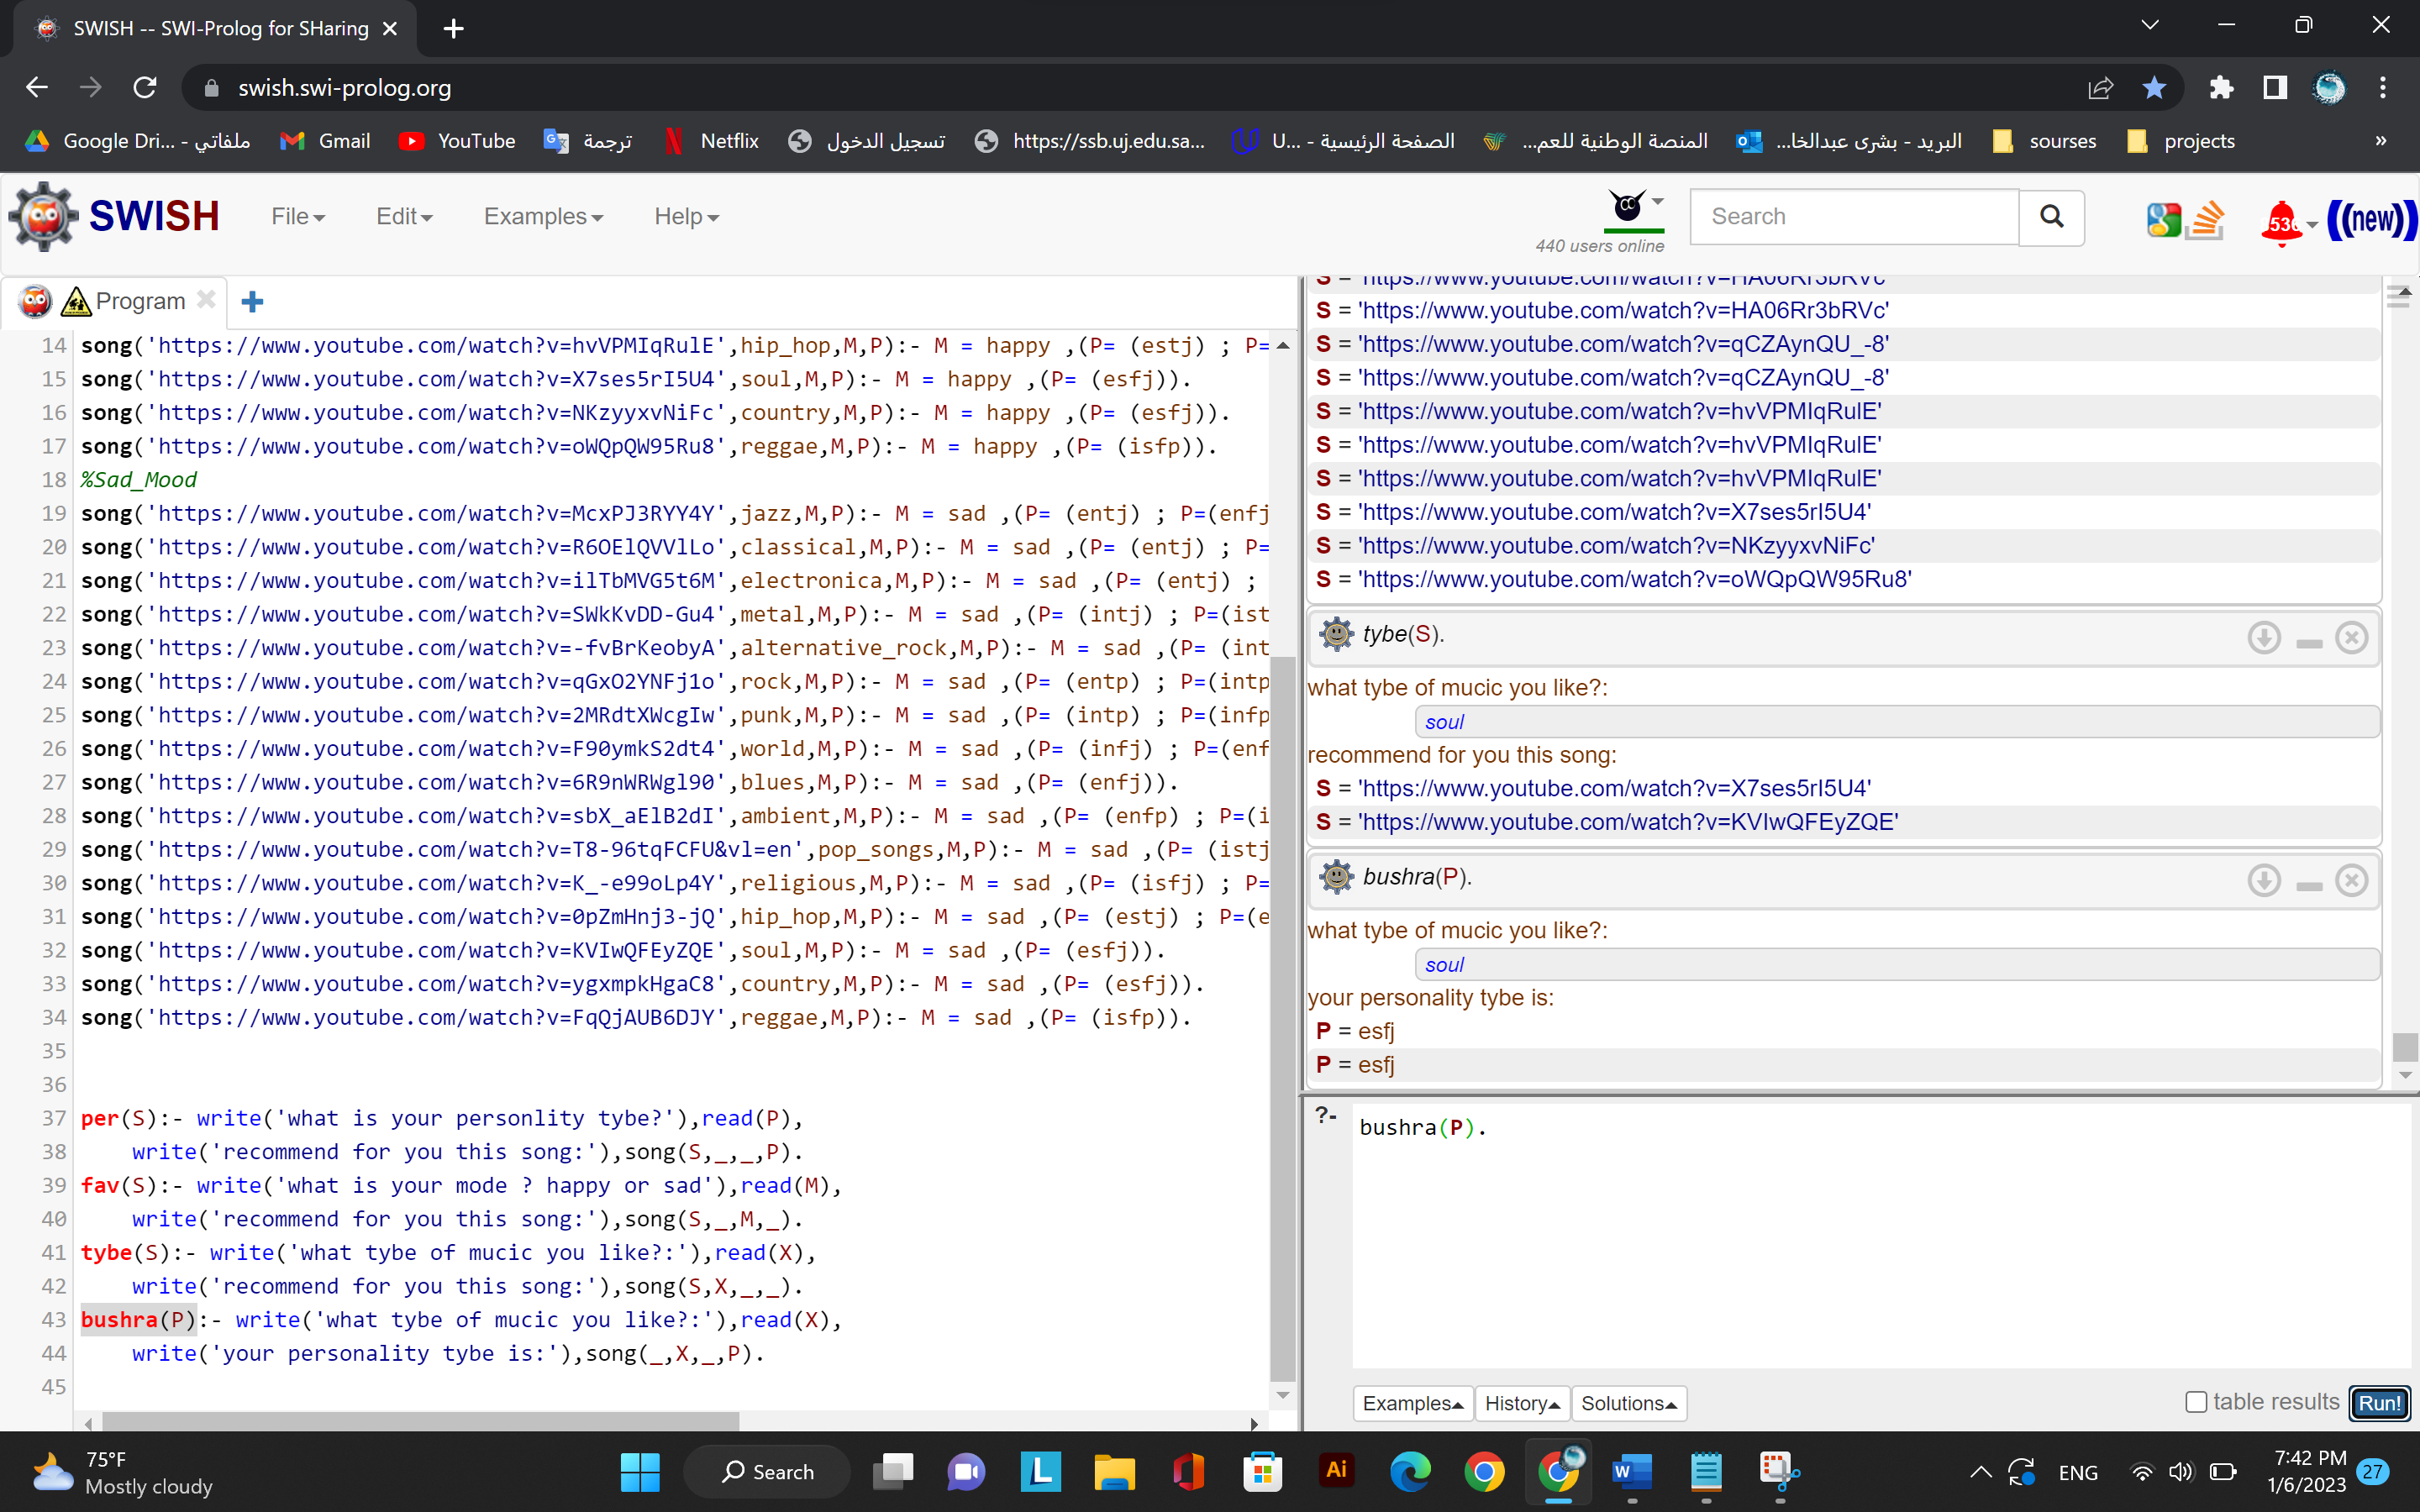 SWISH -- SWI-Prolog for SHaring
swish.swi-prolog.org
Google Dri... - ملفاتي
Gmail
YouTube
ترجمة
Netflix
تسجيل الدخول
https://ssb.uj.edu.sa...
U... - الصفحة الرئيسية
المنصة الوطنية للعم...
البريد - بشرى عبدالخا...
sourses
projects
»
SWISH
File
Edit
Examples
Help
440 users online
Search
((new))
Program
14 song('https://www.youtube.com/watch?v=hvVPMIqRulE',hip_hop,M,P):- M = happy ,(P= (estj) ; P=
15 song('https://www.youtube.com/watch?v=X7ses5rI5U4',soul,M,P):- M = happy ,(P= (esfj)).
16 song('https://www.youtube.com/watch?v=NKzyyxvNiFc',country,M,P):- M = happy ,(P= (esfj)).
17 song('https://www.youtube.com/watch?v=oWQpQW95Ru8',reggae,M,P):- M = happy ,(P= (isfp)).
18 %Sad_Mood
19 song('https://www.youtube.com/watch?v=McxPJ3RYY4Y',jazz,M,P):- M = sad ,(P= (entj) ; P=(enfj
20 song('https://www.youtube.com/watch?v=R6OElQVVlLo',classical,M,P):- M = sad ,(P= (entj) ; P=
21 song('https://www.youtube.com/watch?v=ilTbMVG5t6M',electronica,M,P):- M = sad ,(P= (entj) ;
22 song('https://www.youtube.com/watch?v=SWkKvDD-Gu4',metal,M,P):- M = sad ,(P= (intj) ; P=(ist
23 song('https://www.youtube.com/watch?v=-fvBrKeobyA',alternative_rock,M,P):- M = sad ,(P= (int
24 song('https://www.youtube.com/watch?v=qGxO2YNFj1o',rock,M,P):- M = sad ,(P= (entp) ; P=(intp
25 song('https://www.youtube.com/watch?v=2MRdtXWcgIw',punk,M,P):- M = sad ,(P= (intp) ; P=(infp
26 song('https://www.youtube.com/watch?v=F90ymkS2dt4',world,M,P):- M = sad ,(P= (infj) ; P=(enf
27 song('https://www.youtube.com/watch?v=6R9nWRWgl90',blues,M,P):- M = sad ,(P= (enfj)).
28 song('https://www.youtube.com/watch?v=sbX_aElB2dI',ambient,M,P):- M = sad ,(P= (enfp) ; P=(i
29 song('https://www.youtube.com/watch?v=T8-96tqFCFU&vl=en',pop_songs,M,P):- M = sad ,(P= (istj
30 song('https://www.youtube.com/watch?v=K_-e99oLp4Y',religious,M,P):- M = sad ,(P= (isfj) ; P=
31 song('https://www.youtube.com/watch?v=0pZmHnj3-jQ',hip_hop,M,P):- M = sad ,(P= (estj) ; P=(e
32 song('https://www.youtube.com/watch?v=KVIwQFEyZQE',soul,M,P):- M = sad ,(P= (esfj)).
33 song('https://www.youtube.com/watch?v=ygxmpkHgaC8',country,M,P):- M = sad ,(P= (esfj)).
34 song('https://www.youtube.com/watch?v=FqQjAUB6DJY',reggae,M,P):- M = sad ,(P= (isfp)).
35
36
37 per(S):- write('what is your personlity tybe?'),read(P),
38 write('recommend for you this song:'),song(S,_,_,P).
39 fav(S):- write('what is your mode ? happy or sad'),read(M),
40 write('recommend for you this song:'),song(S,_,M,_).
41 tybe(S):- write('what tybe of mucic you like?:'),read(X),
42 write('recommend for you this song:'),song(S,X,_,_).
43 bushra(P):- write('what tybe of mucic you like?:'),read(X),
44 write('your personality tybe is:'),song(_,X,_,P).
45
S = 'https://www.youtube.com/watch?v=HA06Rr3bRVc'
S = 'https://www.youtube.com/watch?v=HA06Rr3bRVc'
S = 'https://www.youtube.com/watch?v=qCZAynQU_-8'
S = 'https://www.youtube.com/watch?v=qCZAynQU_-8'
S = 'https://www.youtube.com/watch?v=hvVPMIqRulE'
S = 'https://www.youtube.com/watch?v=hvVPMIqRulE'
S = 'https://www.youtube.com/watch?v=hvVPMIqRulE'
S = 'https://www.youtube.com/watch?v=X7ses5rI5U4'
S = 'https://www.youtube.com/watch?v=NKzyyxvNiFc'
S = 'https://www.youtube.com/watch?v=oWQpQW95Ru8'
tybe(S).
what tybe of mucic you like?:
soul
recommend for you this song:
S = 'https://www.youtube.com/watch?v=X7ses5rI5U4'
S = 'https://www.youtube.com/watch?v=KVIwQFEyZQE'
bushra(P).
what tybe of mucic you like?:
soul
your personality tybe is:
P = esfj
P = esfj
?- bushra(P).
Examples
History
Solutions
table results
Run!
75°F
Mostly cloudy
Search
L
Ai
W
ENG
7:42 PM
1/6/2023
27